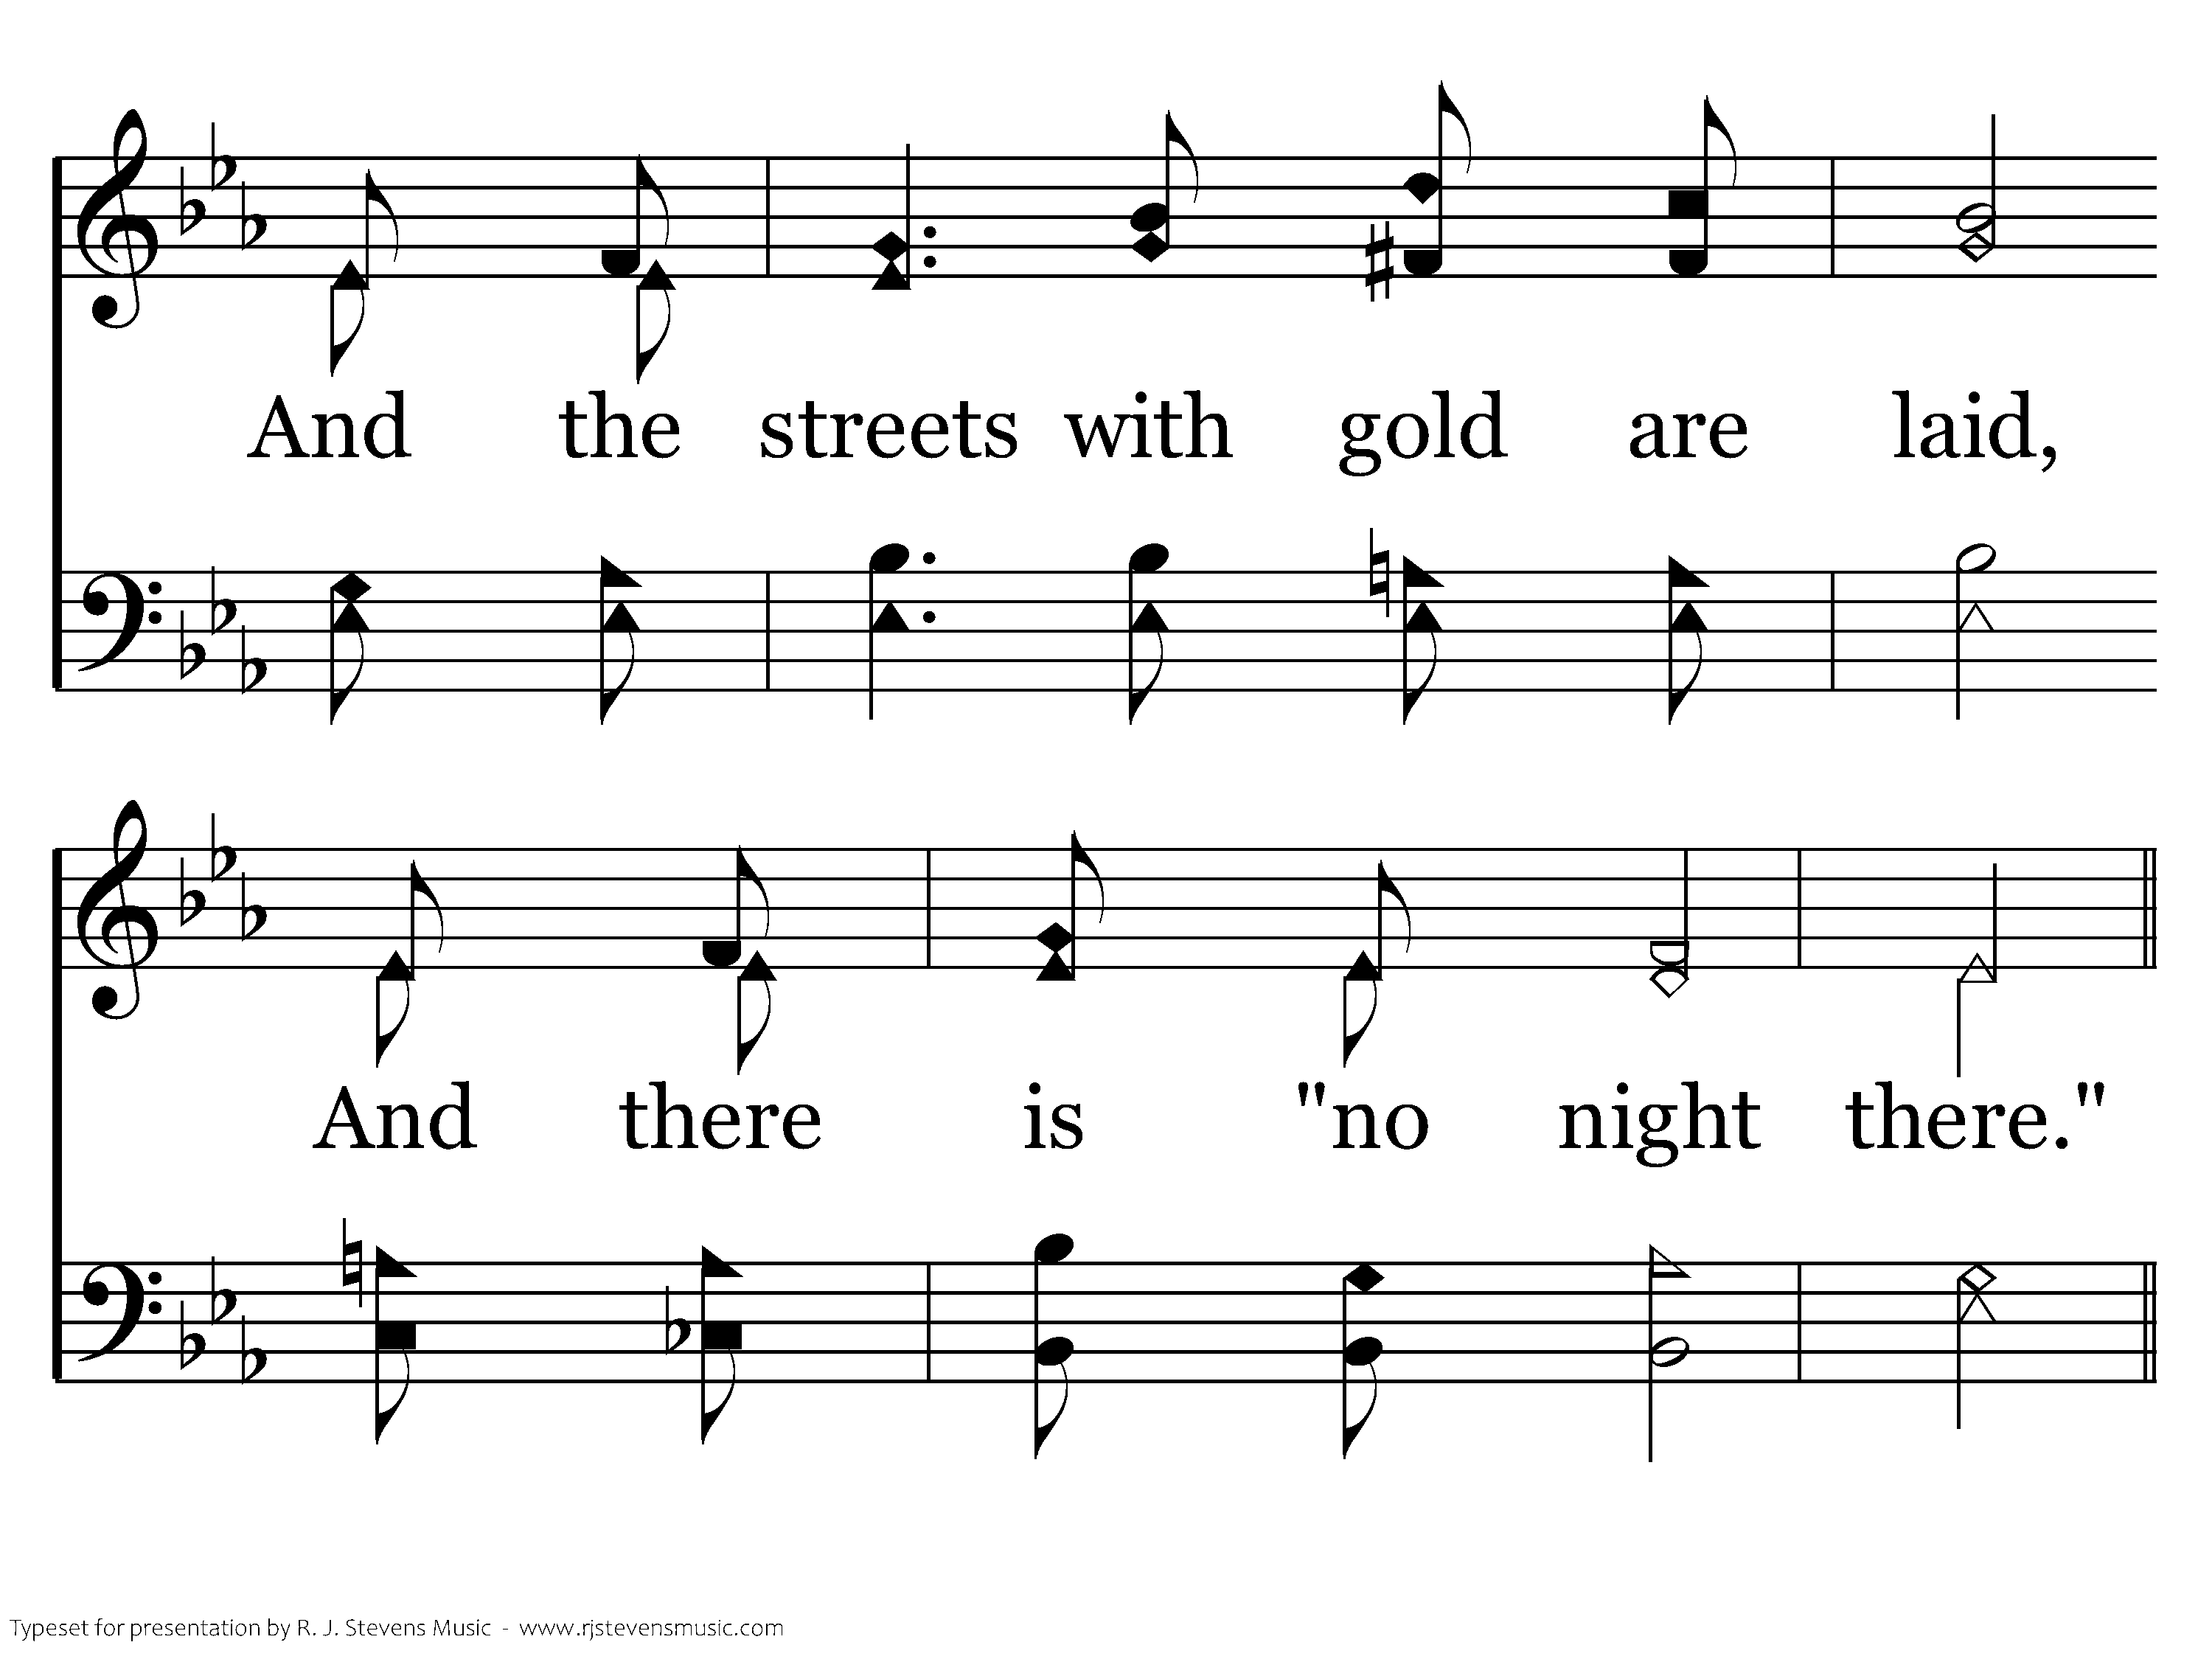 And the streets with gold are laid,
And there is "no night there."
Typeset for presentation by R. J. Stevens Music - www.rjstevensmusic.com